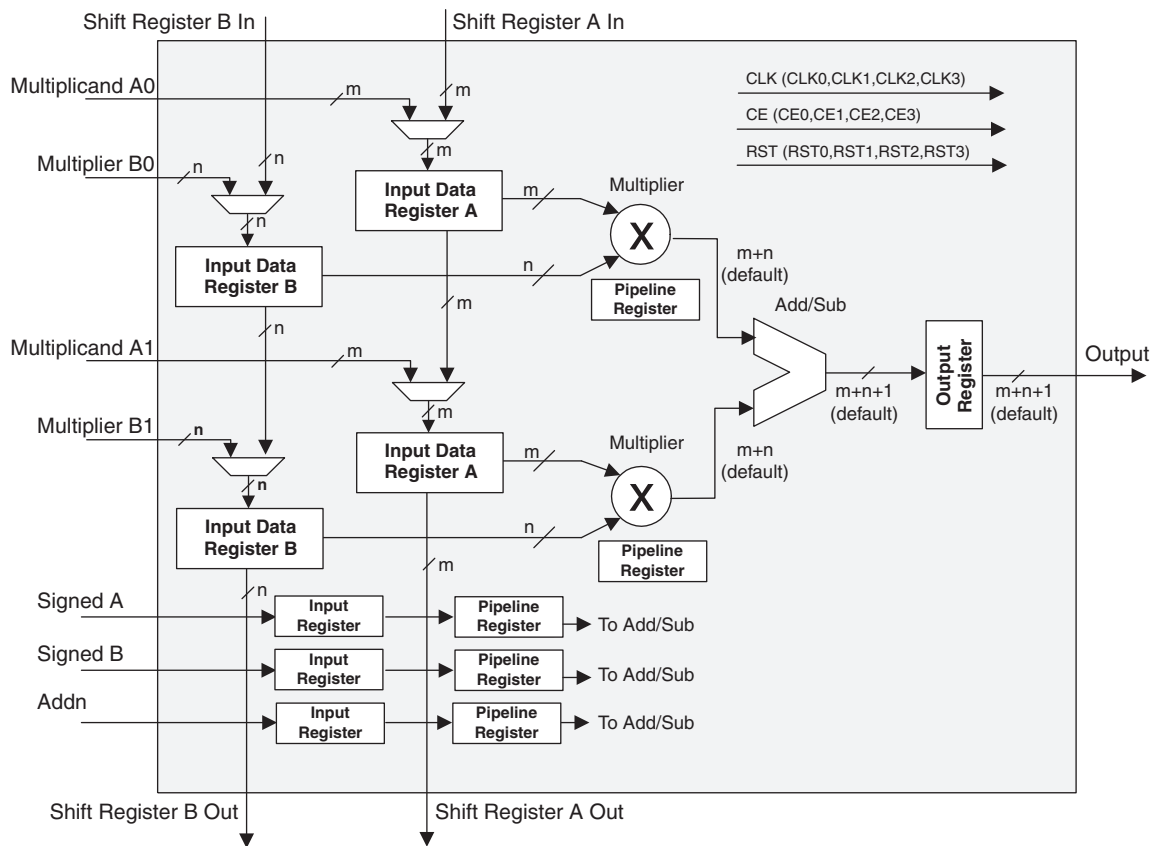 Shift Register B In
Shift Register A In
Multiplicand A0
m
m
CLK (CLK0,CLK1,CLK2,CLK3)
CE (CE0,CE1,CE2,CE3)
RST (RST0,RST1,RST2,RST3)
m
Multiplier B0
n
n
n
Input Data
Register A
m
Multiplier
X
Input Data
Register B
n
Pipeline
Register
m+n
(default)
m
n
Add/Sub
Multiplicand A1
m
m
Output
Register
Output
m+n+1
(default)
m+n+1
(default)
Multiplier B1
n
n
Input Data
Register A
m
Multiplier
X
m+n
(default)
Input Data
Register B
n
Pipeline
Register
m
n
Signed A
Input
Register
Pipeline
Register
To Add/Sub
Signed B
Input
Register
Pipeline
Register
To Add/Sub
Addn
Input
Register
Pipeline
Register
To Add/Sub
Shift Register B Out
Shift Register A Out